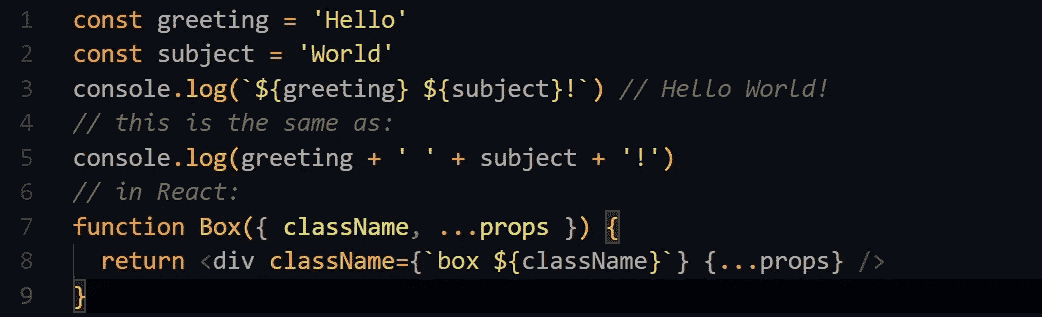 1 const greeting = 'Hello'
2 const subject = 'World'
3 console.log(`${greeting} ${subject}!`) // Hello World!
4 // this is the same as:
5 console.log(greeting + ' ' + subject + '!')
6 // in React:
7 function Box({ className, ...props }) {
8   return <div className={`box ${className}`} {...props} />
9 }